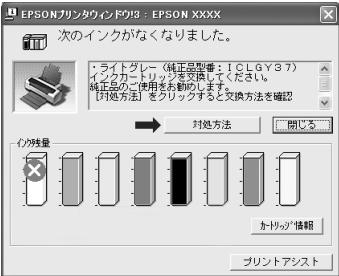 EPSONプリンタウィンドウ!3 : EPSON XXXX
次のインクがなくなりました。
・ライトグレー（純正品型番：ＩＣＬＧＹ３７）
インクカートリッジを交換してください。
純正品のご使用をお勧めします。
【対処方法】をクリックすると交換方法を確認
対処方法
閉じる
インク残量
カートリッジ情報
プリントアシスト